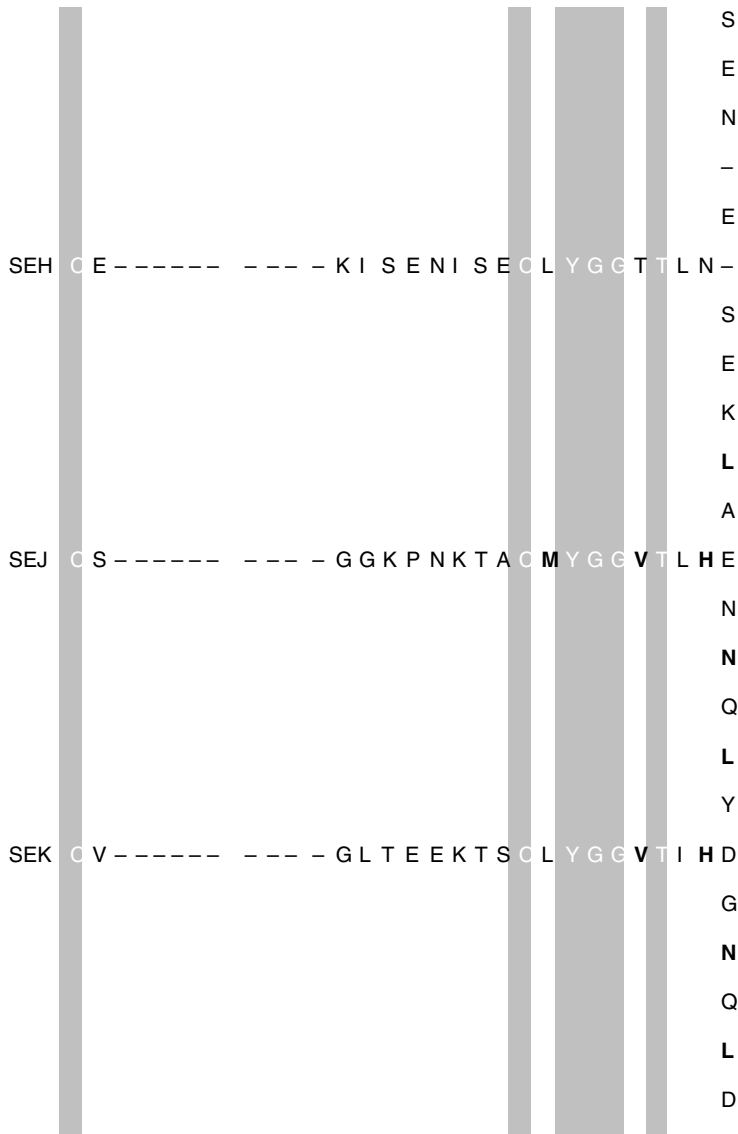 S
E
N
–
E
SEH C E – – – – – – – – – – K I S E N I S E C L Y G G T T L N –
S
E
K
L
A
SEJ C S – – – – – – – – – – G G K P N K T A C M Y G G V T L H E
N
N
Q
L
Y
SEK C V – – – – – – – – – – G L T E E K T S C L Y G G V T I H D
G
N
Q
L
D